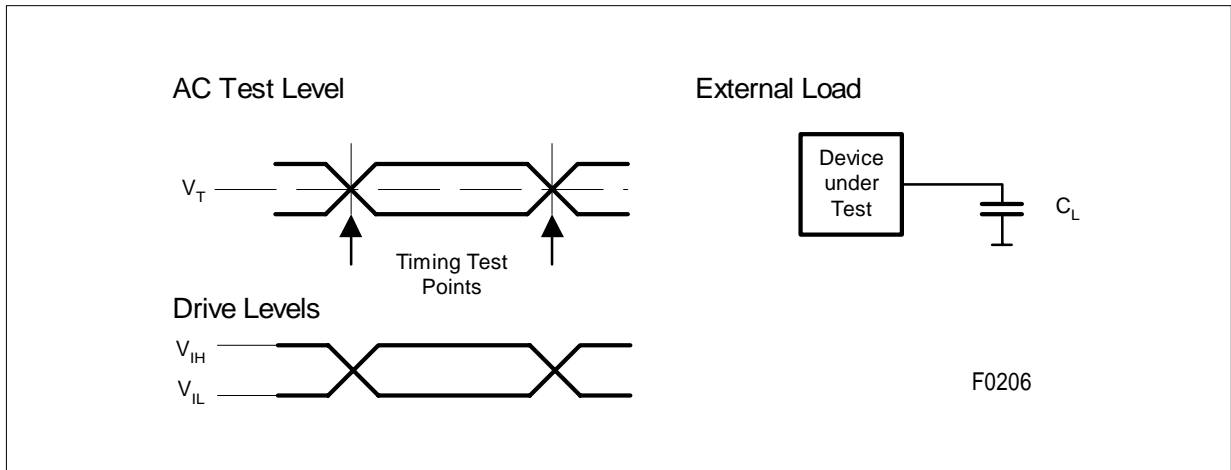 AC Test Level
External Load
V_T
Device
under
Test
C_L
Timing Test
Points
Drive Levels
V_IH
V_IL
F0206